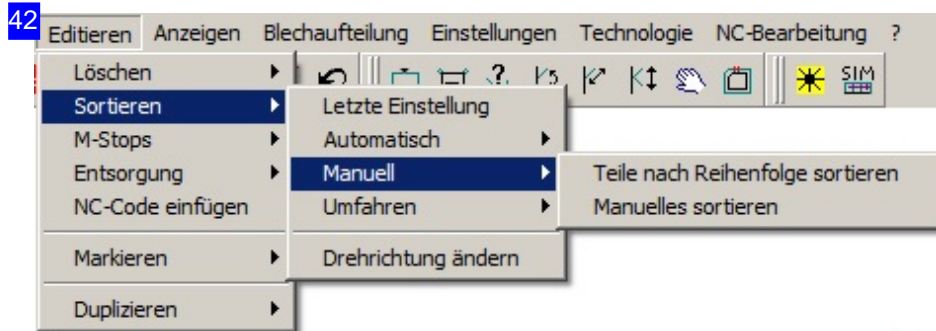 42
Editieren Anzeigen Blechaufteilung Einstellungen Technologie NC-Bearbeitung ?
SIM
Löschen
Sortieren
M-Stops
Entsorgung
NC-Code einfügen
Markieren
Duplizieren
Letzte Einstellung
Automatisch
Manuell
Umfahren
Drehrichtung ändern
Teile nach Reihenfolge sortieren
Manuelles sortieren